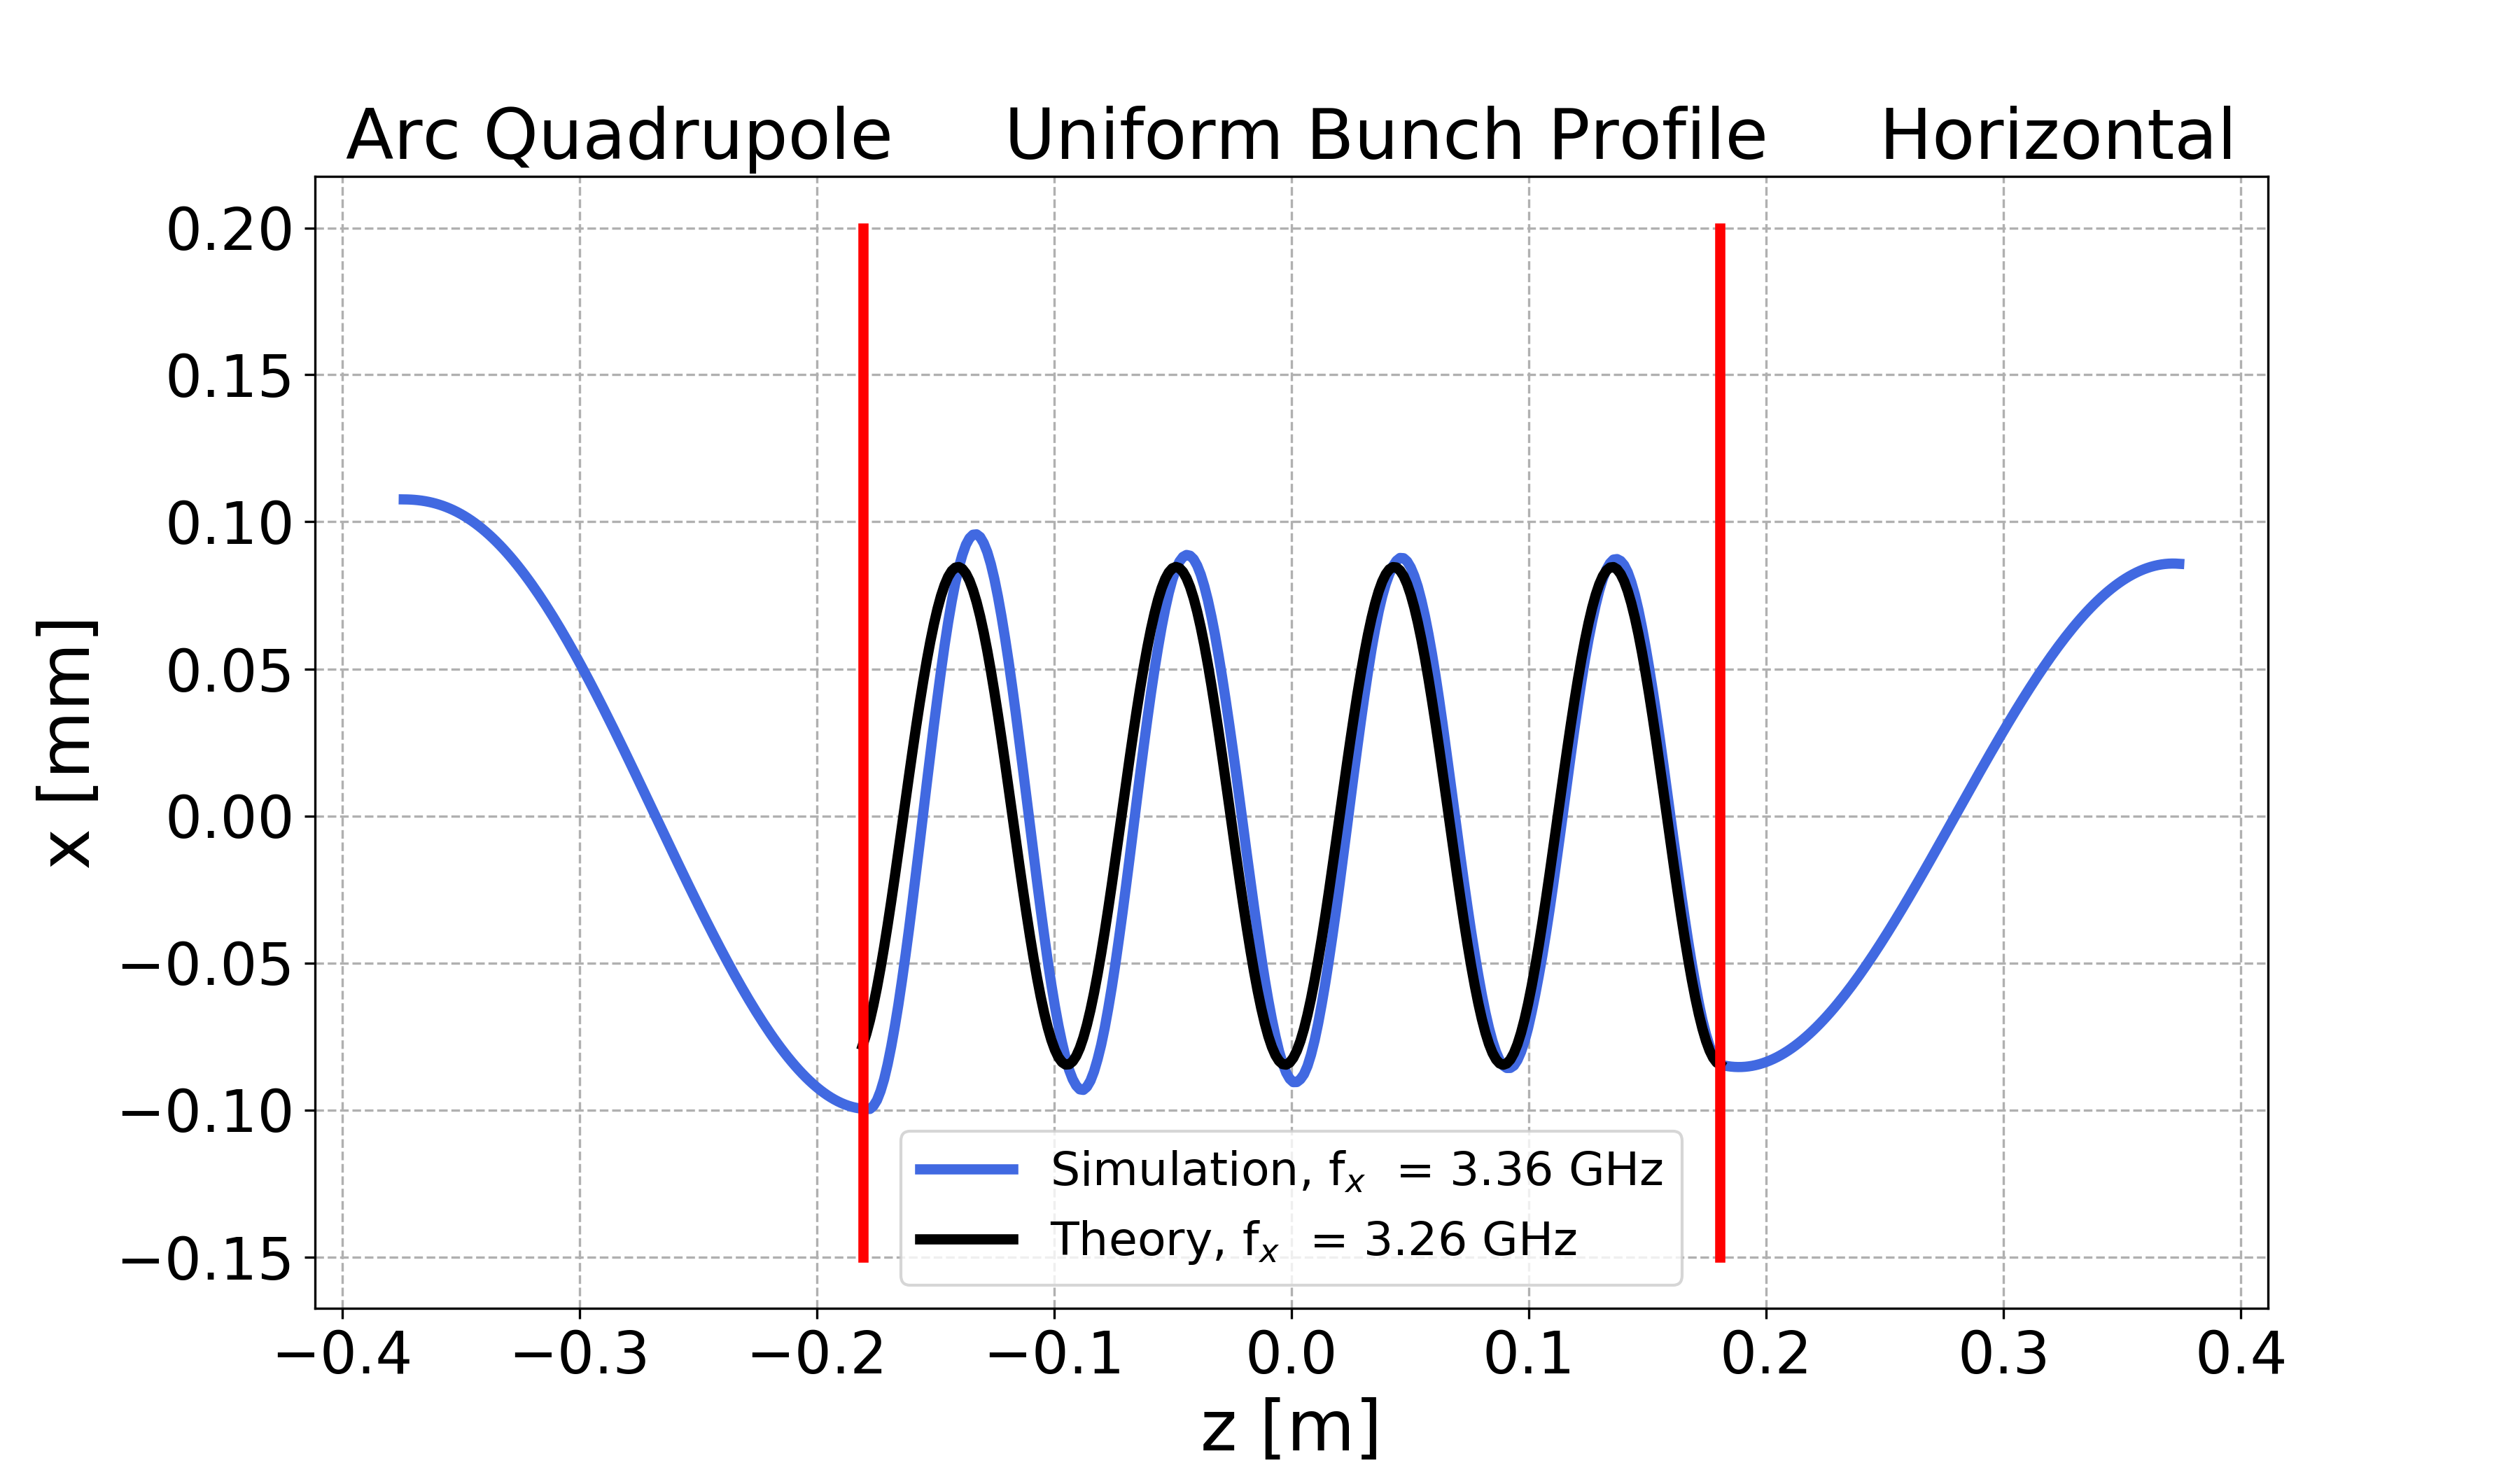 Arc Quadrupole Uniform Bunch Profile Horizontal
0.20
0.15
0.10
0.05
0.00
−0.05
−0.10
−0.15
x [mm]
Simulation, fx = 3.36 GHz
Theory, fx = 3.26 GHz
−0.4 −0.3 −0.2 −0.1 0.0 0.1 0.2 0.3 0.4
z [m]